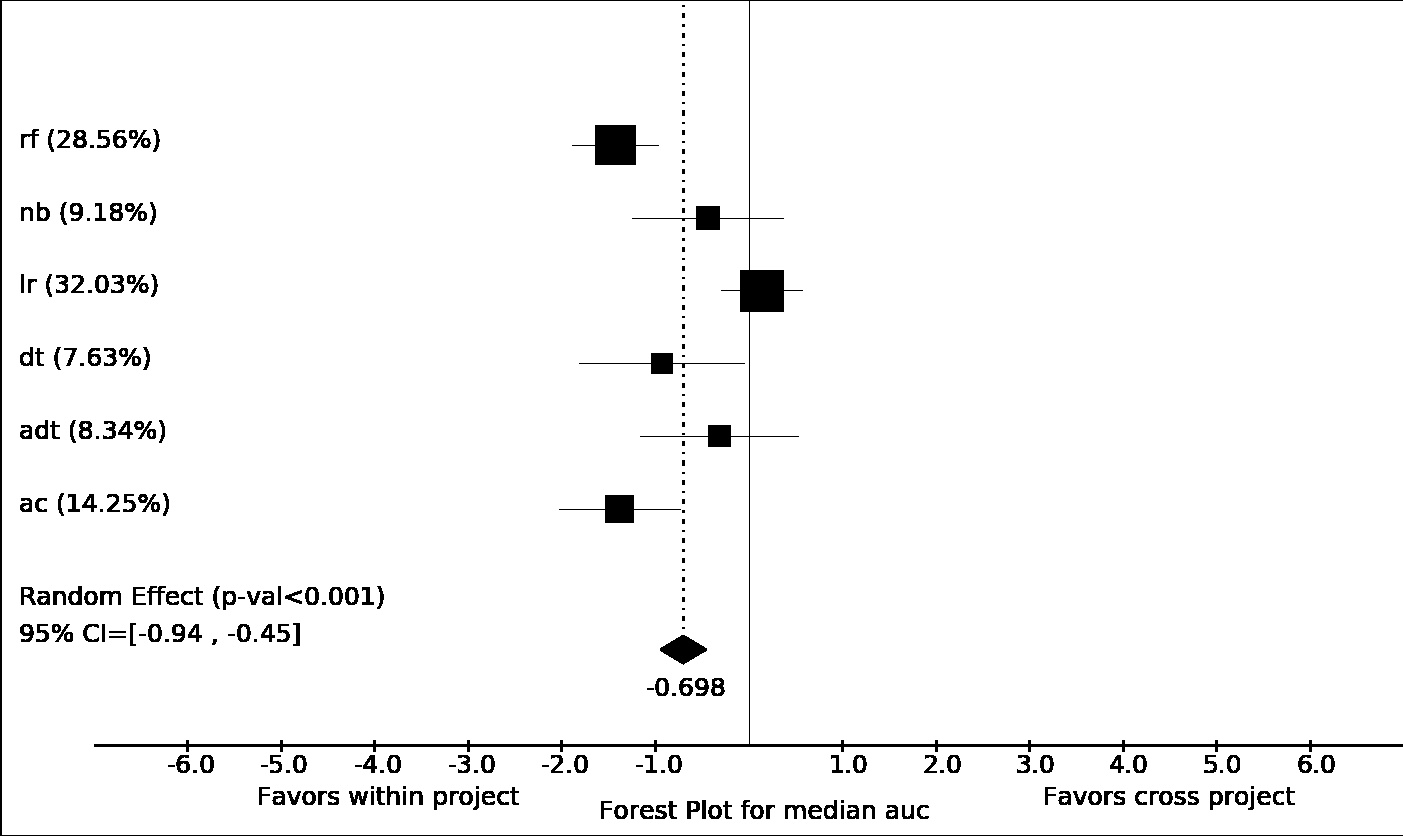 rf (28.56%)
nb (9.18%)
lr (32.03%)
dt (7.63%)
adt (8.34%)
ac (14.25%)
Random Effect (p-val<0.001)
95% CI=[-0.94 , -0.45]
-0.698
-6.0 -5.0 -4.0 -3.0 -2.0 -1.0 1.0 2.0 3.0 4.0 5.0 6.0
Favors within project Favors cross project
Forest Plot for median auc